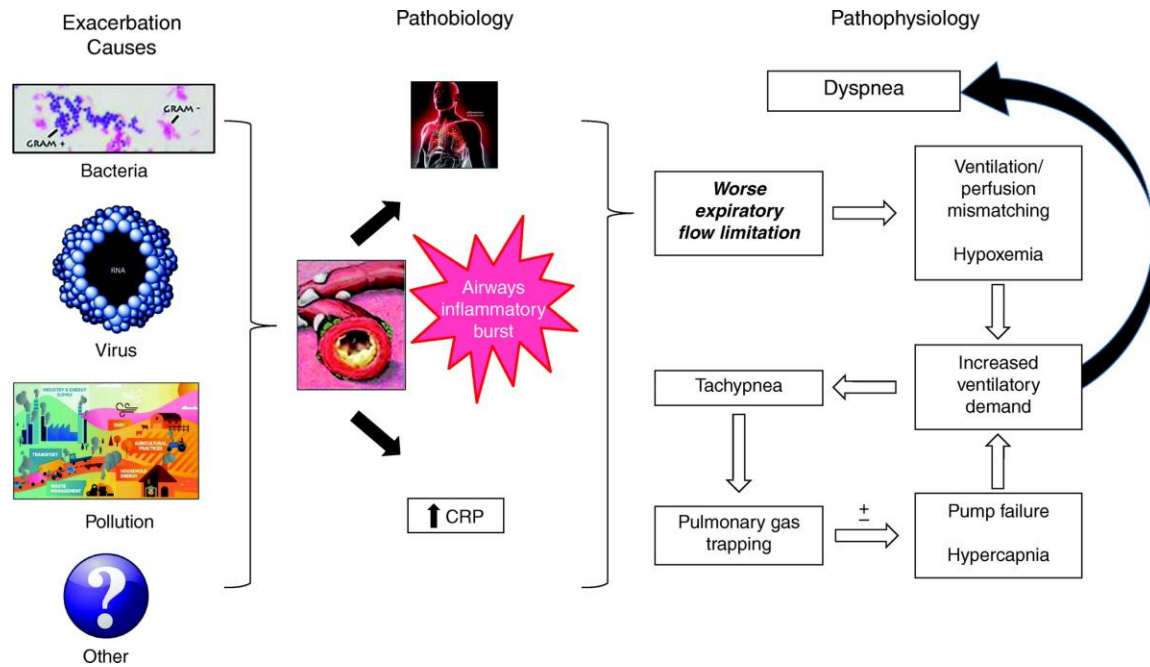 Exacerbation
Causes
Pathobiology
Pathophysiology
GRAM -
GRAM +
Bacteria
RNA
Virus
INDUSTRY & ENERGY
SUPPLY
DUST
AGRICULTURAL
PRACTICES
TRANSPORT
HOUSEHOLD
ENERGY
WASTE
MANAGEMENT
Pollution
?
Other
Airways
inflammatory
burst
CRP
Dyspnea
Worse
expiratory
flow limitation
Ventilation/
perfusion
mismatching
Hypoxemia
Tachypnea
Increased
ventilatory
demand
Pulmonary gas
trapping
±
Pump failure
Hypercapnia